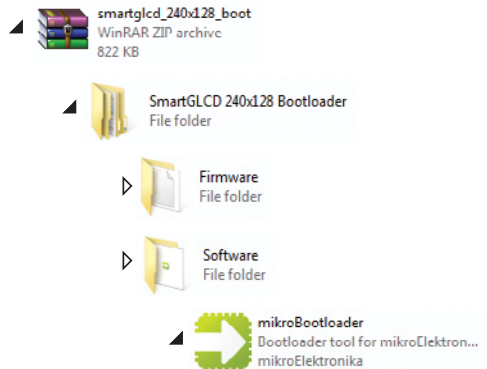 smartglcd_240x128_boot
WinRAR ZIP archive
822 KB
SmartGLCD 240x128 Bootloader
File folder
Firmware
File folder
Software
File folder
mikroBootloader
Bootloader tool for mikroElektron...
mikroElektronika